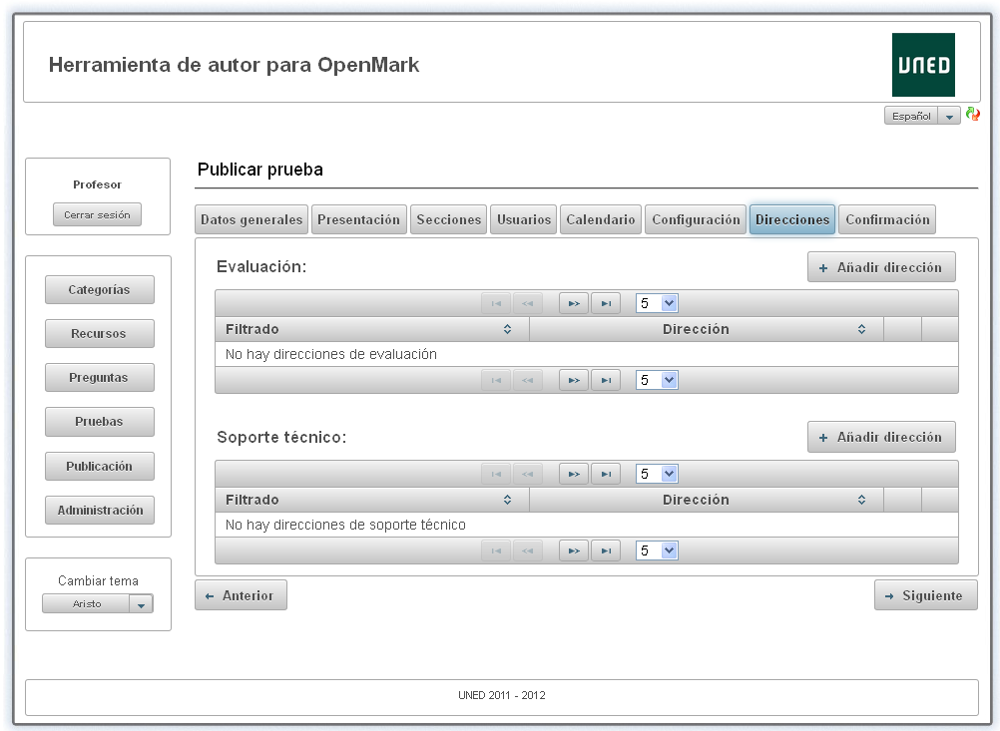 Herramienta de autor para OpenMark
UNED
Español
Profesor
Cerrar sesión
Publicar prueba
Datos generales Presentación Secciones Usuarios Calendario Configuración Direcciones Confirmación
Categorías
Recursos
Preguntas
Pruebas
Publicación
Administración
Cambiar tema
Aristo
Evaluación:
+ Añadir dirección
5
Filtrado Dirección
No hay direcciones de evaluación
5
Soporte técnico:
+ Añadir dirección
5
Filtrado Dirección
No hay direcciones de soporte técnico
5
← Anterior → Siguiente
UNED 2011 - 2012